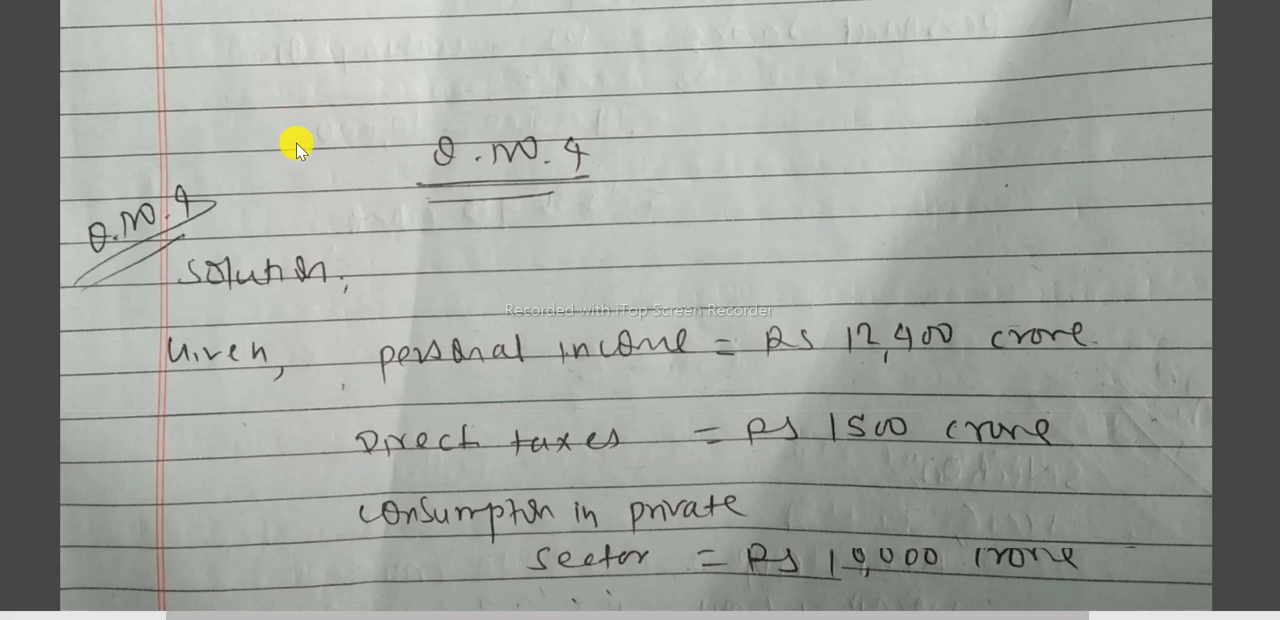 Q.NO.4
Q.NO.4
Solution;
Recorded with iTop Screen Recorder
Given, personal income = Rs 12,400 crore.
Direct taxes = Rs 1500 crore
consumption in private
sector = Rs 10,000 crore